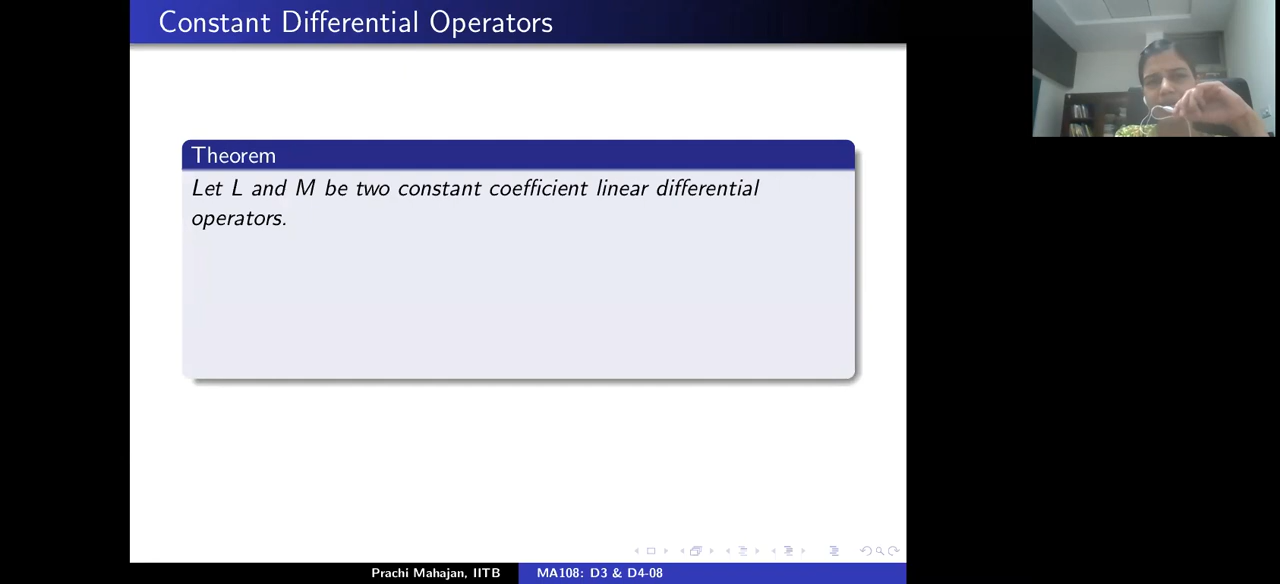 Constant Differential Operators
Theorem
Let L and M be two constant coefficient linear differential
operators.
Prachi Mahajan, IITB
MA108: D3 & D4-08